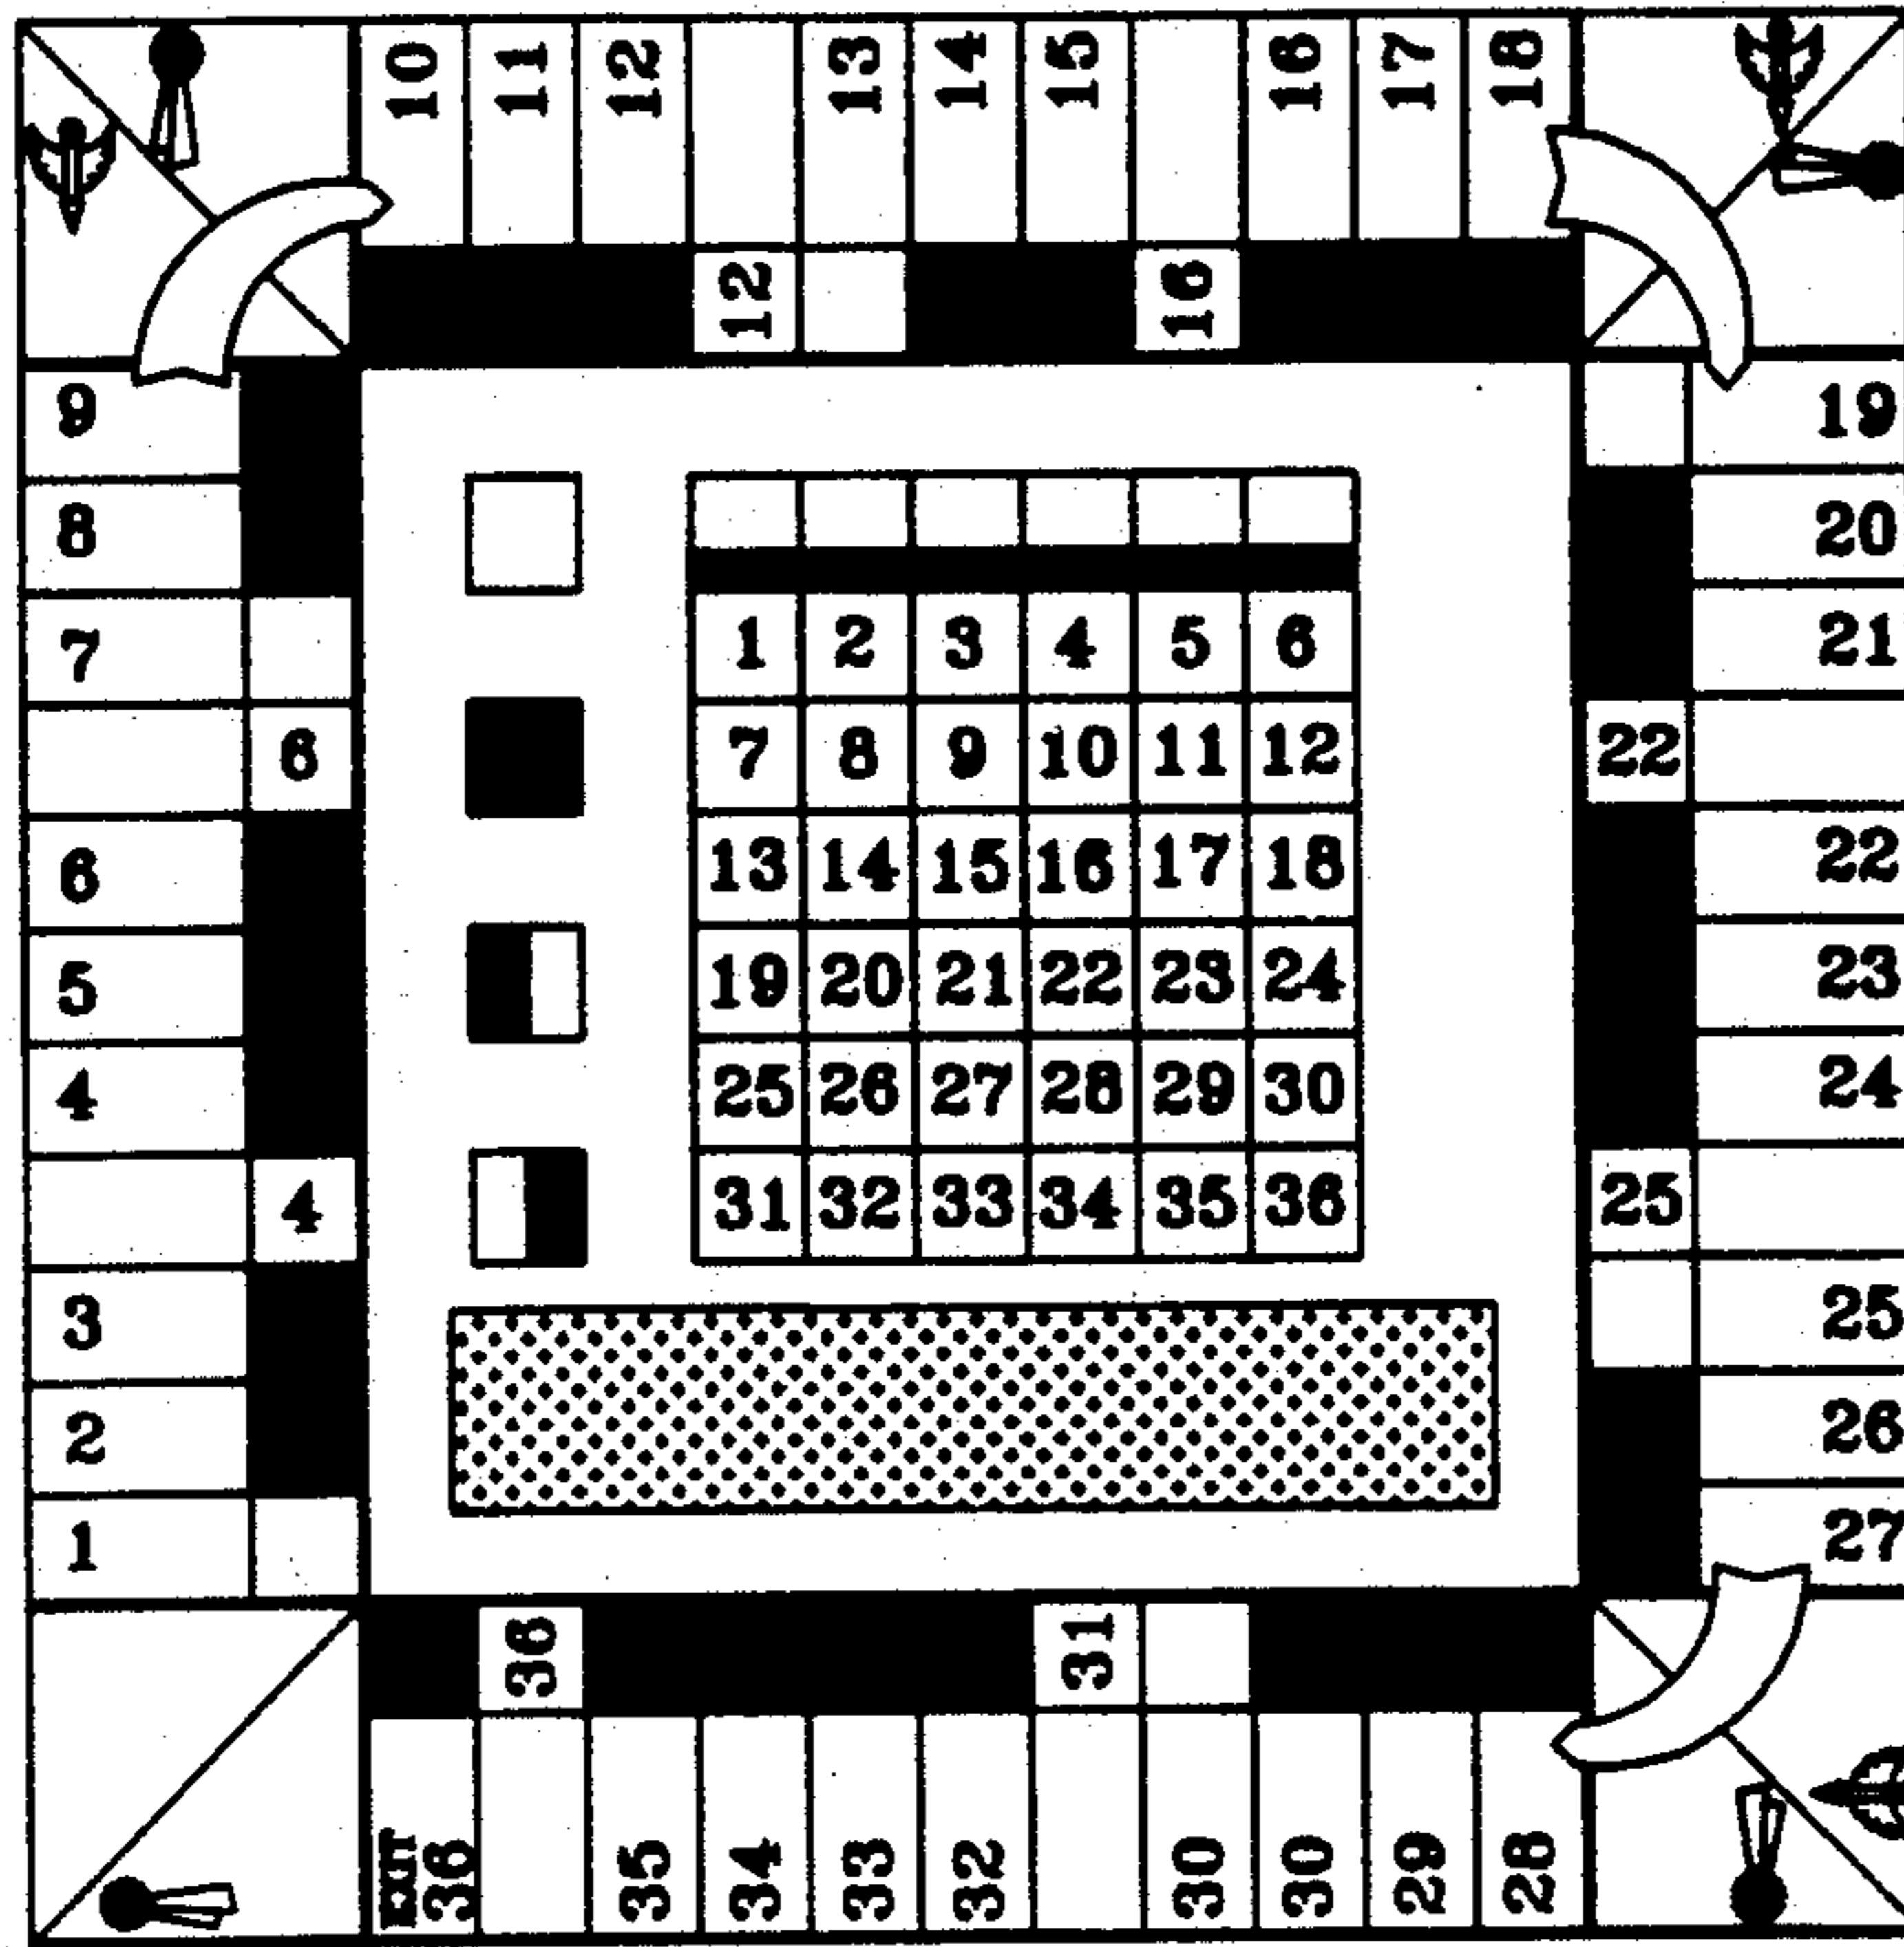 10 11 12 13 14 15 16 17 18
12 16
9 19
8 20
7 1 2 3 4 5 6 21
6 7 8 9 10 11 12 22
6 13 14 15 16 17 18 22
5 19 20 21 22 23 24 23
4 25 26 27 28 29 30 24
4 31 32 33 34 35 36 25
3 25
2 26
1 27
36 31
EXIT
36 35 34 33 32 30 30 29 28